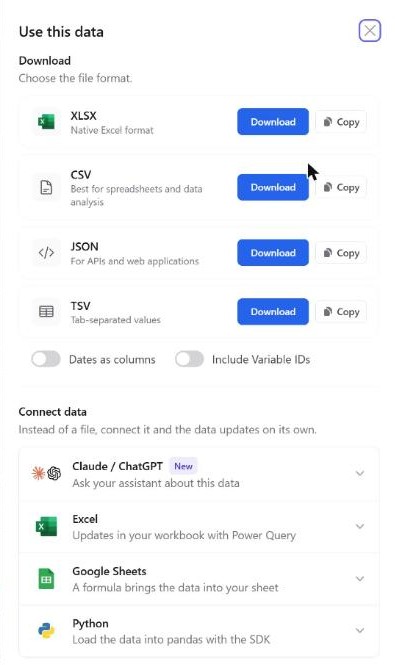 Use this data
Download
Choose the file format.
XLSX
Native Excel format
Download
Copy
CSV
Best for spreadsheets and data
analysis
Download
Copy
JSON
For APIs and web applications
Download
Copy
TSV
Tab-separated values
Download
Copy
Dates as columns
Include Variable IDs
Connect data
Instead of a file, connect it and the data updates on its own.
Claude / ChatGPT New
Ask your assistant about this data
Excel
Updates in your workbook with Power Query
Google Sheets
A formula brings the data into your sheet
Python
Load the data into pandas with the SDK